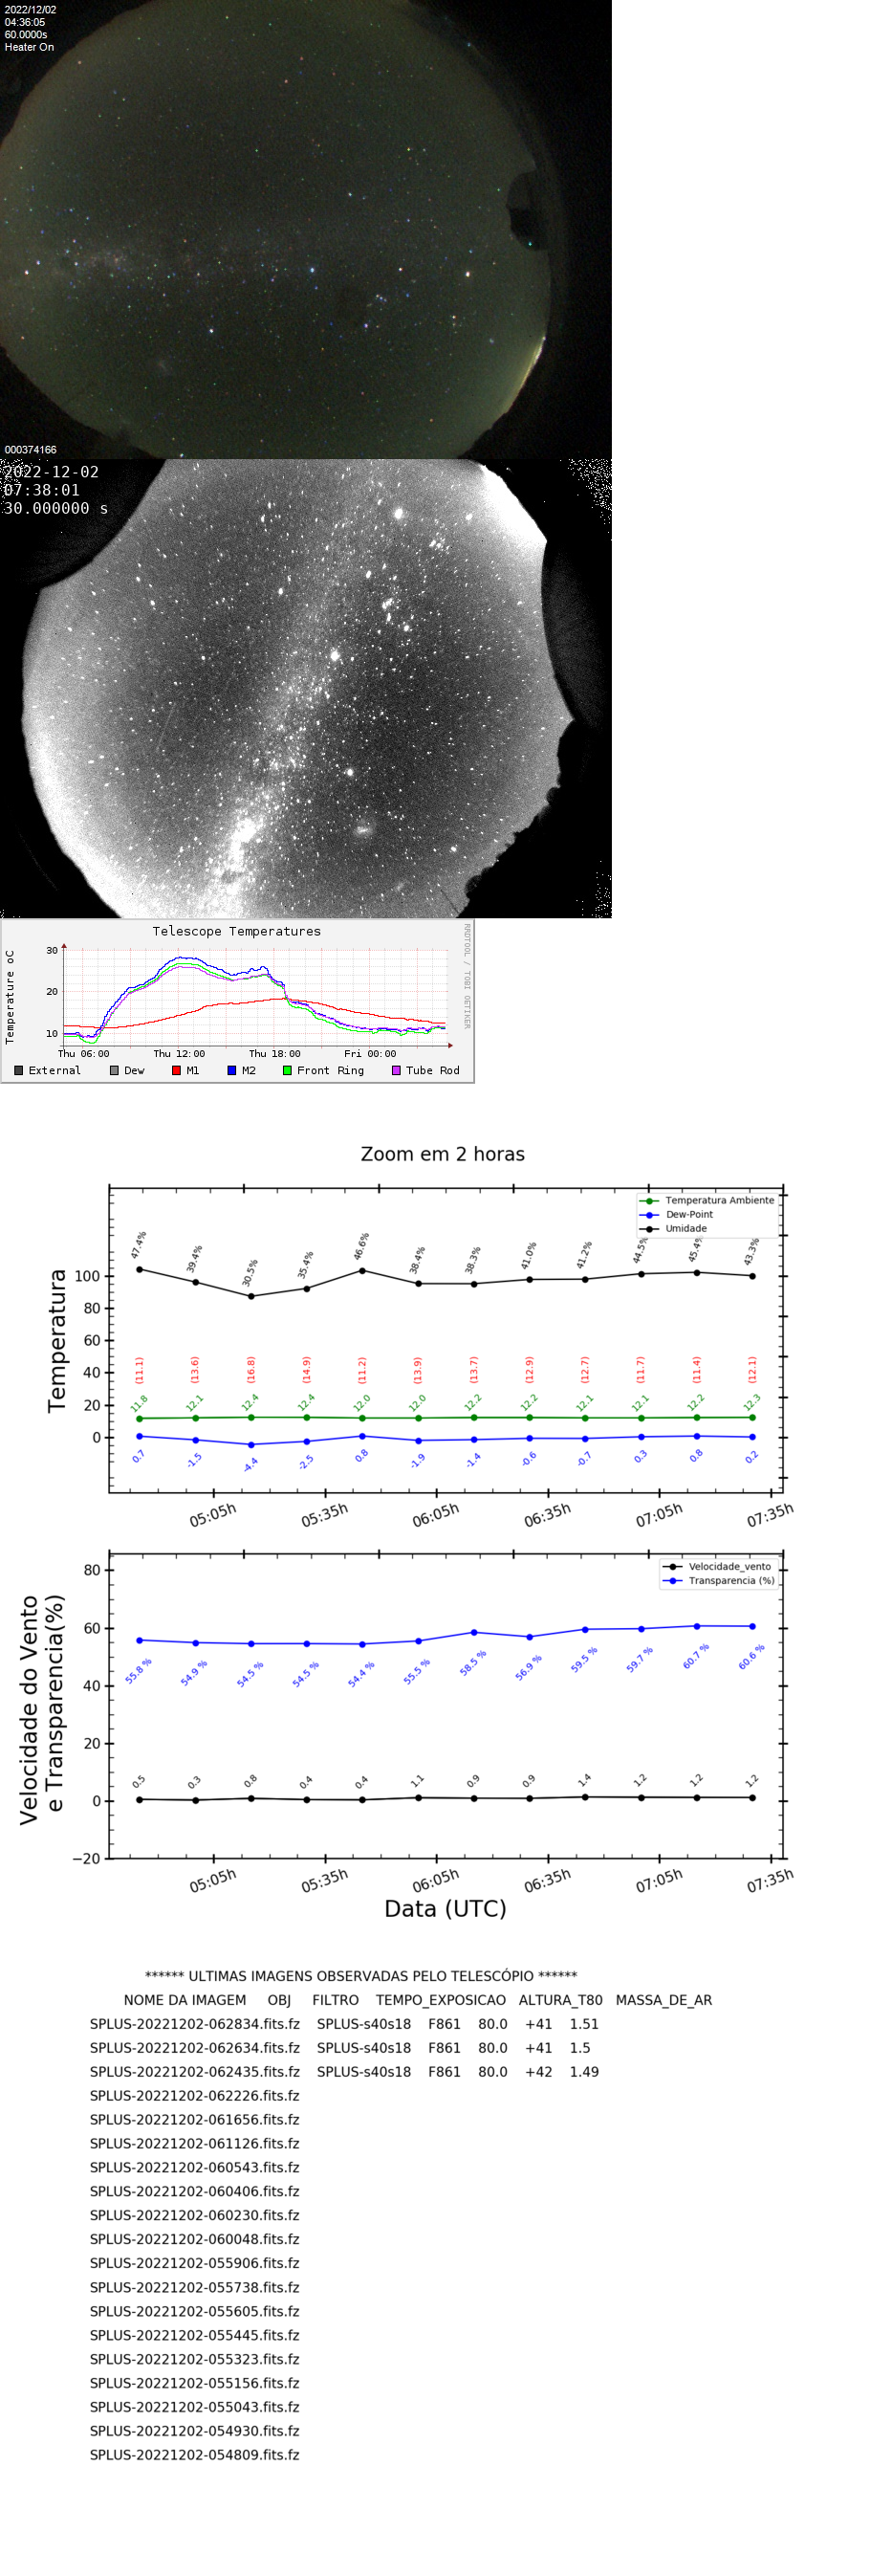 2022/12/02
04:36:05
60.0000s
Heater On
000374166
2022-12-02
07:38:01
30.000000 s
Telescope Temperatures
RRDTOOL / TOBI OETIKER
Temperature oC
30
20
10
Thu 06:00 Thu 12:00 Thu 18:00 Fri 00:00
External Dew M1 M2 Front Ring Tube Rod
Zoom em 2 horas
Temperatura Ambiente
Dew-Point
Umidade
47.4% 39.4% 30.5% 35.4% 46.6% 38.4% 38.3% 41.0% 41.2% 44.5% 45.4% 43.3%
Temperatura
100
80
60
40
20
0
(11.1) (13.6) (16.8) (14.9) (11.2) (13.9) (13.7) (12.9) (12.7) (11.7) (11.4) (12.1)
11.8 12.1 12.4 12.4 12.0 12.0 12.2 12.2 12.1 12.1 12.2 12.3
0.7 -1.5 -4.4 -2.5 0.8 -1.9 -1.4 -0.6 -0.7 0.3 0.8 0.2
05:05h 05:35h 06:05h 06:35h 07:05h 07:35h
Velocidade_vento
Transparencia (%)
Velocidade do Vento
e Transparencia(%)
80
60
40
20
0
−20
55.8 % 54.9 % 54.5 % 54.5 % 54.4 % 55.5 % 58.5 % 56.9 % 59.5 % 59.7 % 60.7 % 60.6 %
0.5 0.3 0.8 0.4 0.4 1.1 0.9 0.9 1.4 1.2 1.2 1.2
05:05h 05:35h 06:05h 06:35h 07:05h 07:35h
Data (UTC)
****** ULTIMAS IMAGENS OBSERVADAS PELO TELESCÓPIO ******
NOME DA IMAGEM OBJ FILTRO TEMPO_EXPOSICAO ALTURA_T80 MASSA_DE_AR
SPLUS-20221202-062834.fits.fz SPLUS-s40s18 F861 80.0 +41 1.51
SPLUS-20221202-062634.fits.fz SPLUS-s40s18 F861 80.0 +41 1.5
SPLUS-20221202-062435.fits.fz SPLUS-s40s18 F861 80.0 +42 1.49
SPLUS-20221202-062226.fits.fz
SPLUS-20221202-061656.fits.fz
SPLUS-20221202-061126.fits.fz
SPLUS-20221202-060543.fits.fz
SPLUS-20221202-060406.fits.fz
SPLUS-20221202-060230.fits.fz
SPLUS-20221202-060048.fits.fz
SPLUS-20221202-055906.fits.fz
SPLUS-20221202-055738.fits.fz
SPLUS-20221202-055605.fits.fz
SPLUS-20221202-055445.fits.fz
SPLUS-20221202-055323.fits.fz
SPLUS-20221202-055156.fits.fz
SPLUS-20221202-055043.fits.fz
SPLUS-20221202-054930.fits.fz
SPLUS-20221202-054809.fits.fz